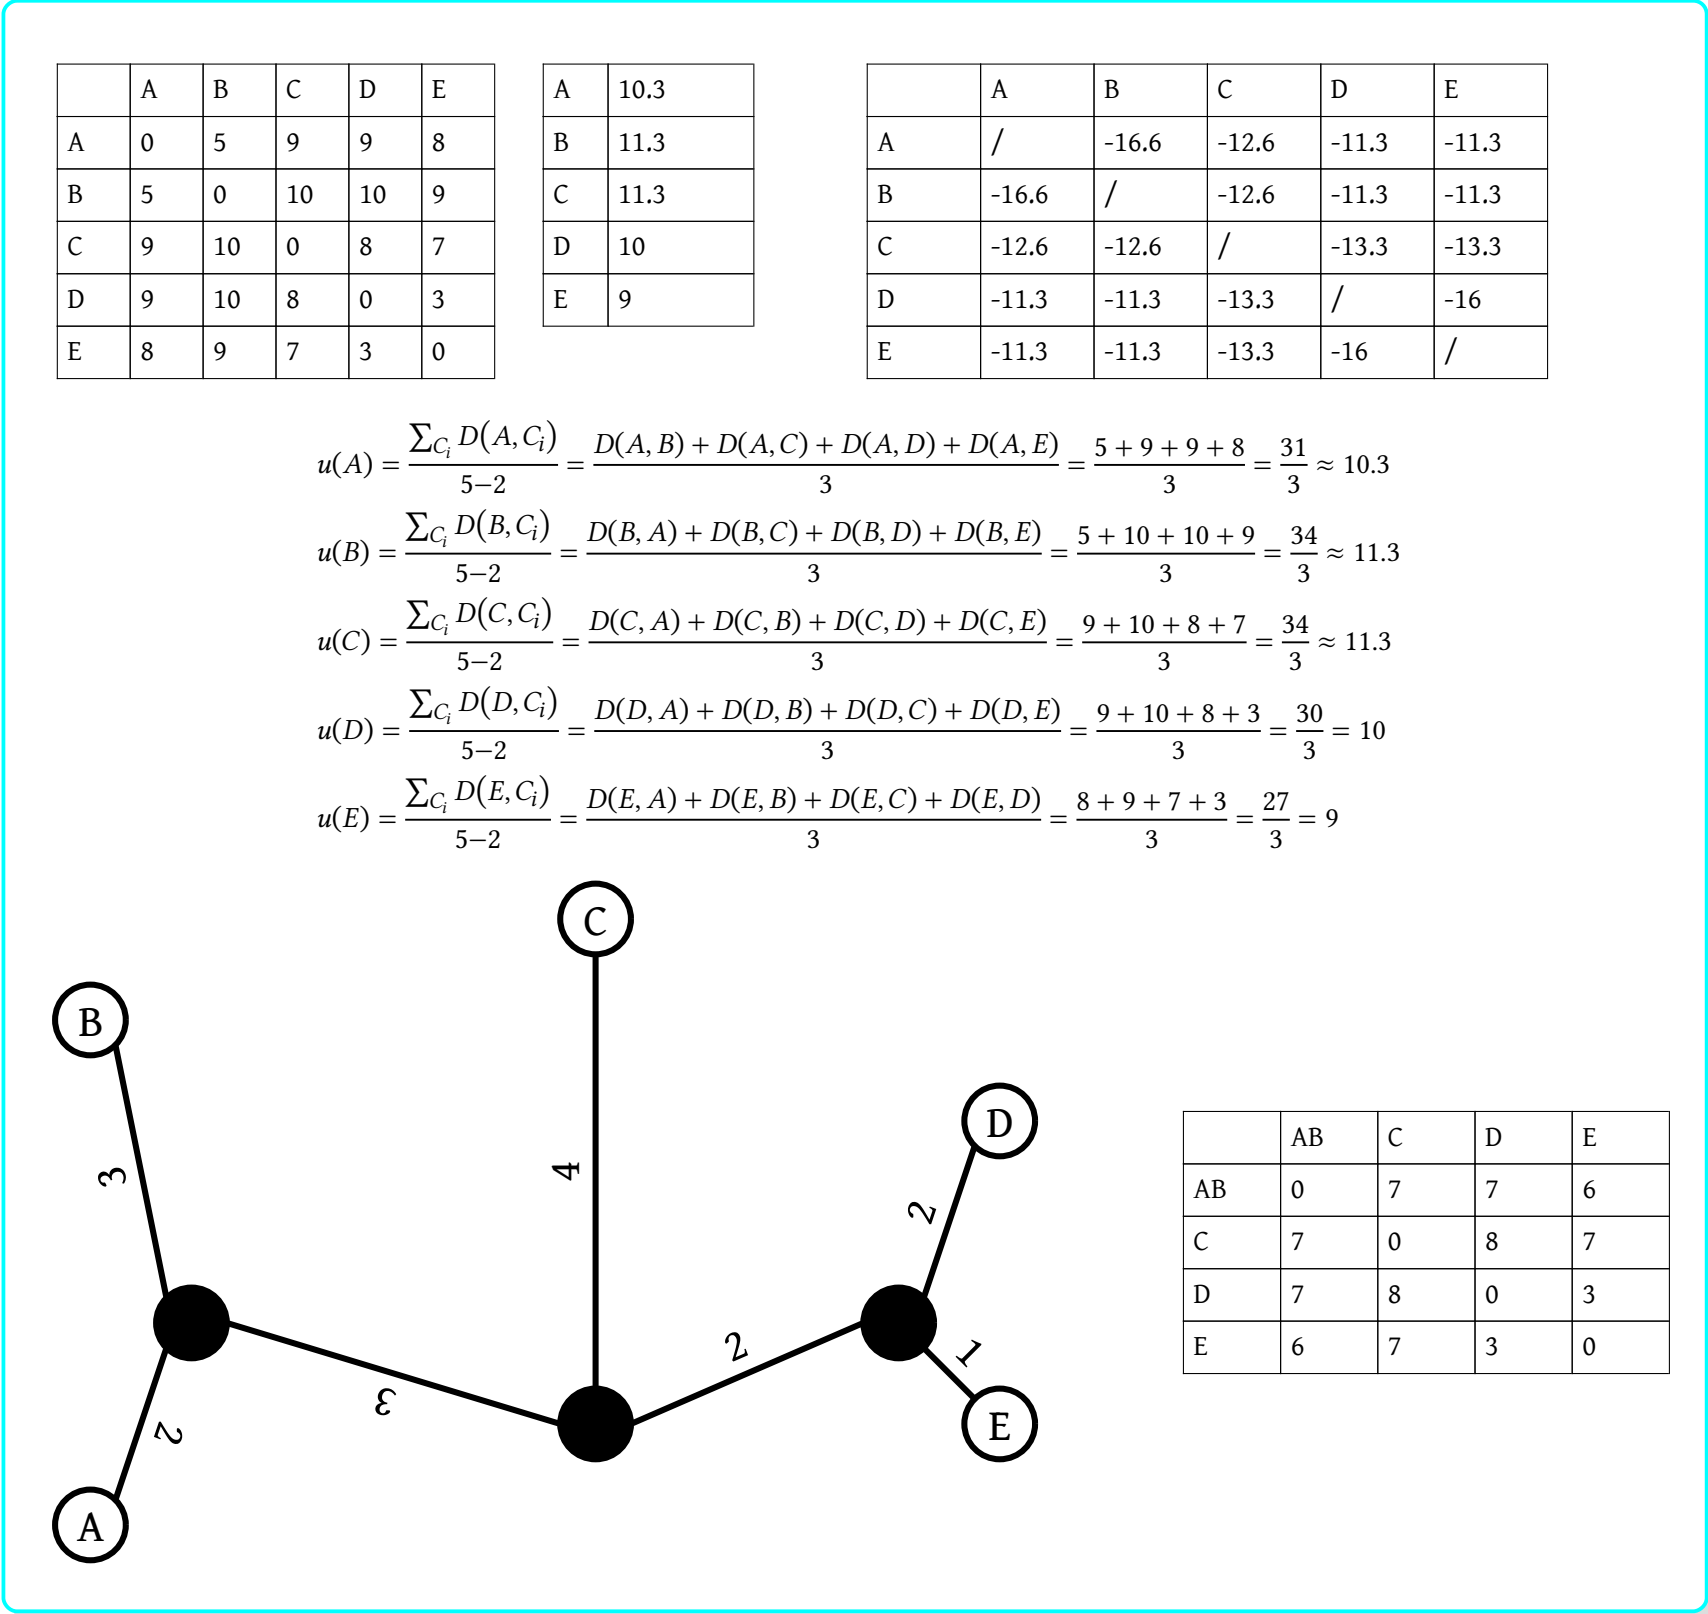 A B C D E
A 0 5 9 9 8
B 5 0 10 10 9
C 9 10 0 8 7
D 9 10 8 0 3
E 8 9 7 3 0
A 10.3
B 11.3
C 11.3
D 10
E 9
A B C D E
A / -16.6 -12.6 -11.3 -11.3
B -16.6 / -12.6 -11.3 -11.3
C -12.6 -12.6 / -13.3 -13.3
D -11.3 -11.3 -13.3 / -16
E -11.3 -11.3 -13.3 -16 /
u(A) = ∑_{C_i} D(A, C_i) / (5−2) = (D(A, B) + D(A, C) + D(A, D) + D(A, E)) / 3 = (5 + 9 + 9 + 8) / 3 = 31/3 ≈ 10.3
u(B) = ∑_{C_i} D(B, C_i) / (5−2) = (D(B, A) + D(B, C) + D(B, D) + D(B, E)) / 3 = (5 + 10 + 10 + 9) / 3 = 34/3 ≈ 11.3
u(C) = ∑_{C_i} D(C, C_i) / (5−2) = (D(C, A) + D(C, B) + D(C, D) + D(C, E)) / 3 = (9 + 10 + 8 + 7) / 3 = 34/3 ≈ 11.3
u(D) = ∑_{C_i} D(D, C_i) / (5−2) = (D(D, A) + D(D, B) + D(D, C) + D(D, E)) / 3 = (9 + 10 + 8 + 3) / 3 = 30/3 = 10
u(E) = ∑_{C_i} D(E, C_i) / (5−2) = (D(E, A) + D(E, B) + D(E, C) + D(E, D)) / 3 = (8 + 9 + 7 + 3) / 3 = 27/3 = 9
C
B
D
3
4
2
2
1
3
2
E
A
AB C D E
AB 0 7 7 6
C 7 0 8 7
D 7 8 0 3
E 6 7 3 0